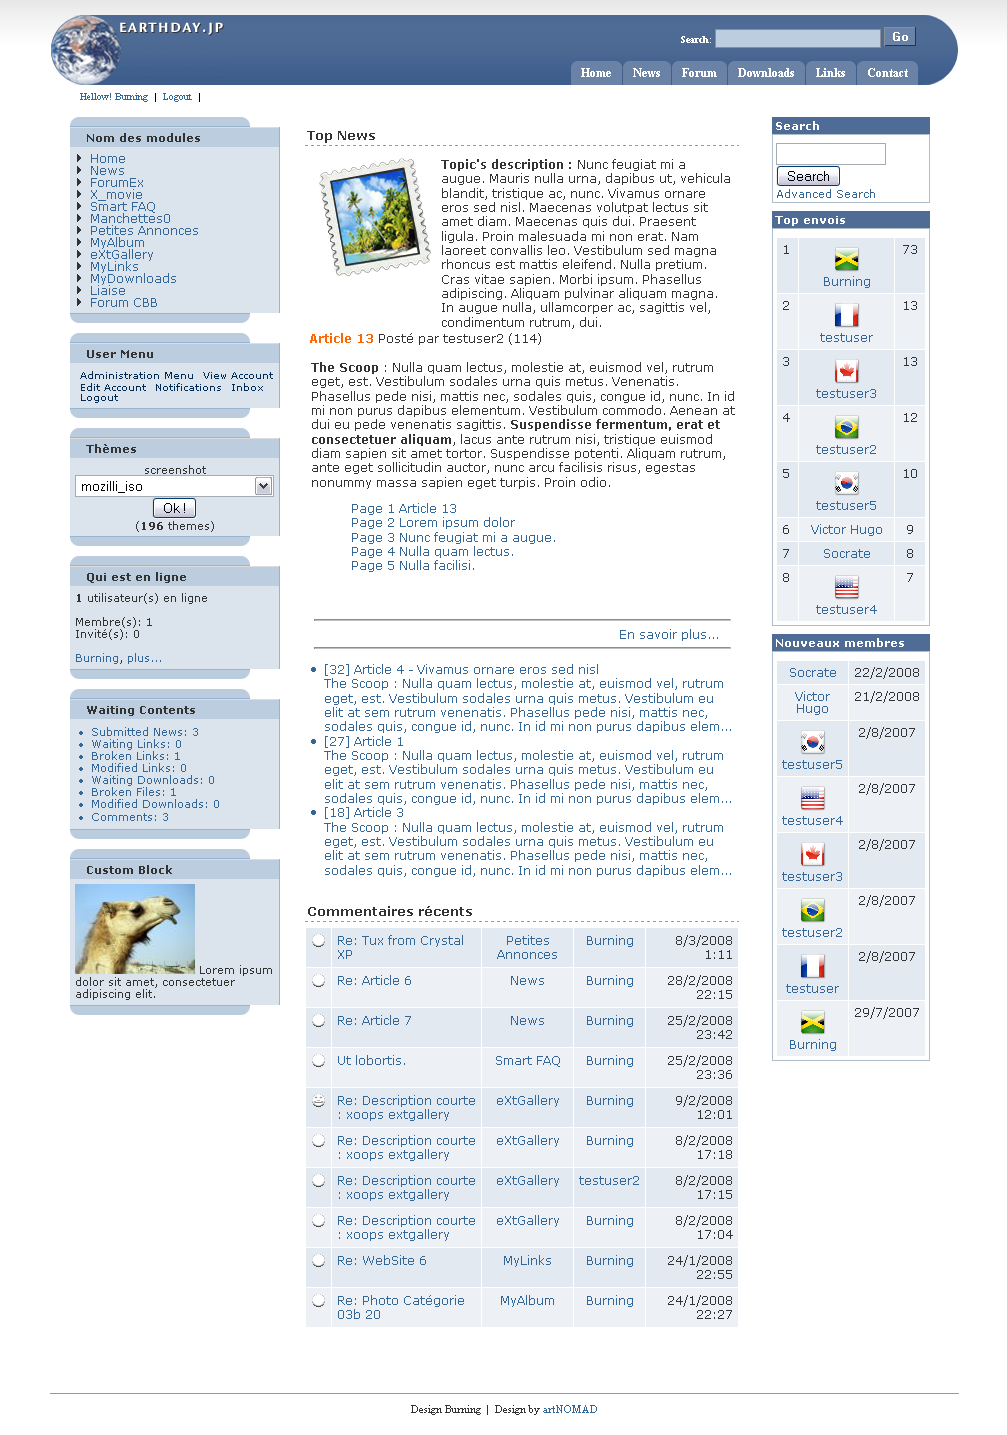 EARTHDAY.JP
Search:
Go
Home News Forum Downloads Links Contact
Hellow! Burning | Logout |
Nom des modules
Home
News
ForumEx
X_movie
Smart FAQ
Manchettes0
Petites Annonces
MyAlbum
eXtGallery
MyLinks
MyDownloads
Liaise
Forum CBB
User Menu
Administration Menu View Account
Edit Account Notifications Inbox
Logout
Thèmes
screenshot
mozilli_iso
Ok!
(196 themes)
Qui est en ligne
1 utilisateur(s) en ligne
Membre(s): 1
Invité(s): 0
Burning, plus...
Waiting Contents
Submitted News: 3
Waiting Links: 0
Broken Links: 1
Modified Links: 0
Waiting Downloads: 0
Broken Files: 1
Modified Downloads: 0
Comments: 3
Custom Block
Lorem ipsum
dolor sit amet, consectetuer
adipiscing elit.
Top News
Topic's description : Nunc feugiat mi a
augue. Mauris nulla urna, dapibus ut, vehicula
blandit, tristique ac, nunc. Vivamus ornare
eros sed nisl. Maecenas volutpat lectus sit
amet diam. Maecenas quis dui. Praesent
ligula. Proin malesuada mi non erat. Nam
laoreet convallis leo. Vestibulum sed magna
rhoncus est mattis eleifend. Nulla pretium.
Cras vitae sapien. Morbi ipsum. Phasellus
adipiscing. Aliquam pulvinar aliquam magna.
In augue nulla, ullamcorper ac, sagittis vel,
condimentum rutrum, dui.
Article 13 Posté par testuser2 (114)
The Scoop : Nulla quam lectus, molestie at, euismod vel, rutrum
eget, est. Vestibulum sodales urna quis metus. Venenatis.
Phasellus pede nisi, mattis nec, sodales quis, congue id, nunc. In id
mi non purus dapibus elementum. Vestibulum commodo. Aenean at
dui eu pede venenatis sagittis. Suspendisse fermentum, erat et
consectetuer aliquam, lacus ante rutrum nisi, tristique euismod
diam sapien sit amet tortor. Suspendisse potenti. Aliquam rutrum,
ante eget sollicitudin auctor, nunc arcu facilisis risus, egestas
nonummy massa sapien eget turpis. Proin odio.
Page 1 Article 13
Page 2 Lorem ipsum dolor
Page 3 Nunc feugiat mi a augue.
Page 4 Nulla quam lectus.
Page 5 Nulla facilisi.
En savoir plus...
[32] Article 4 - Vivamus ornare eros sed nisl
The Scoop : Nulla quam lectus, molestie at, euismod vel, rutrum
eget, est. Vestibulum sodales urna quis metus. Vestibulum eu
elit at sem rutrum venenatis. Phasellus pede nisi, mattis nec,
sodales quis, congue id, nunc. In id mi non purus dapibus elem...
[27] Article 1
The Scoop : Nulla quam lectus, molestie at, euismod vel, rutrum
eget, est. Vestibulum sodales urna quis metus. Vestibulum eu
elit at sem rutrum venenatis. Phasellus pede nisi, mattis nec,
sodales quis, congue id, nunc. In id mi non purus dapibus elem...
[18] Article 3
The Scoop : Nulla quam lectus, molestie at, euismod vel, rutrum
eget, est. Vestibulum sodales urna quis metus. Vestibulum eu
elit at sem rutrum venenatis. Phasellus pede nisi, mattis nec,
sodales quis, congue id, nunc. In id mi non purus dapibus elem...
Commentaires récents
Re: Tux from Crystal Petites Burning 8/3/2008
XP Annonces 1:11
Re: Article 6 News Burning 28/2/2008
22:15
Re: Article 7 News Burning 25/2/2008
23:42
Ut lobortis. Smart FAQ Burning 25/2/2008
23:36
Re: Description courte eXtGallery Burning 9/2/2008
: xoops extgallery 12:01
Re: Description courte eXtGallery Burning 8/2/2008
: xoops extgallery 17:18
Re: Description courte eXtGallery testuser2 8/2/2008
: xoops extgallery 17:15
Re: Description courte eXtGallery Burning 8/2/2008
: xoops extgallery 17:04
Re: WebSite 6 MyLinks Burning 24/1/2008
22:55
Re: Photo Catégorie MyAlbum Burning 24/1/2008
03b 20 22:27
Search
Search
Advanced Search
Top envois
1 73
Burning
2 13
testuser
3 13
testuser3
4 12
testuser2
5 10
testuser5
6 Victor Hugo 9
7 Socrate 8
8 7
testuser4
Nouveaux membres
Socrate 22/2/2008
Victor 21/2/2008
Hugo
2/8/2007
testuser5
2/8/2007
testuser4
2/8/2007
testuser3
2/8/2007
testuser2
2/8/2007
testuser
29/7/2007
Burning
Design Burning | Design by artNOMAD